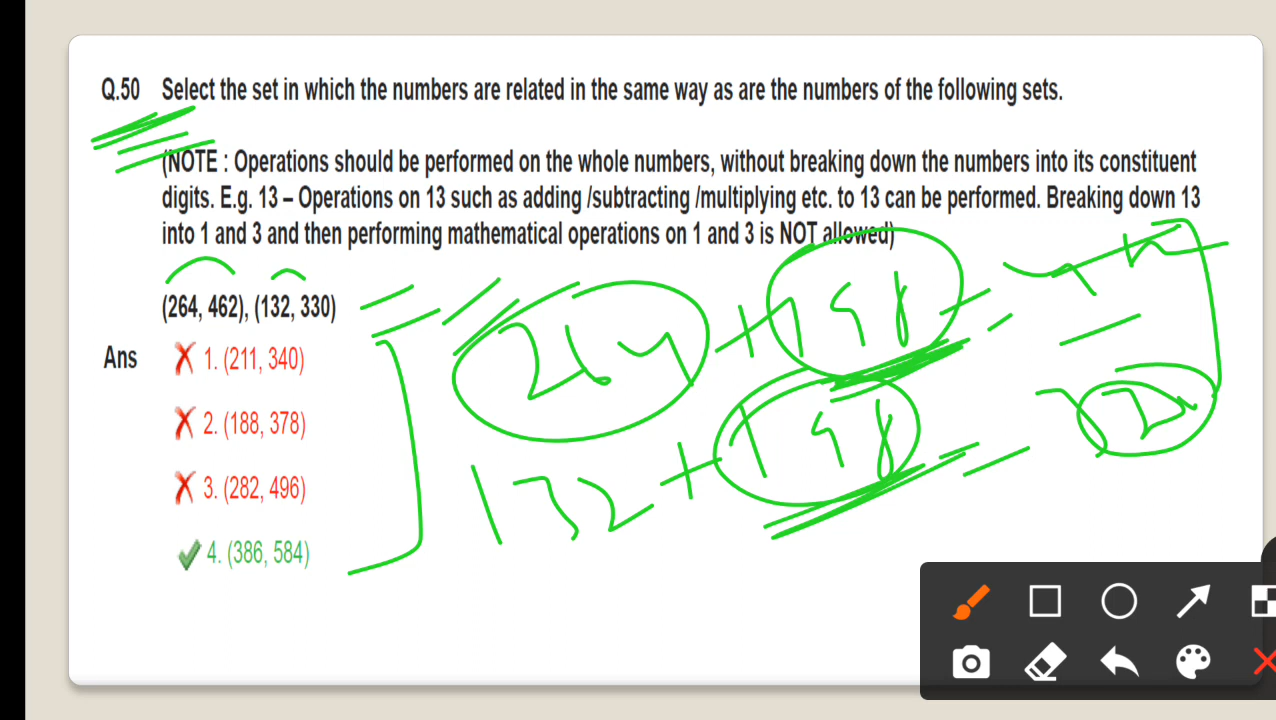 Q.50 Select the set in which the numbers are related in the same way as are the numbers of the following sets.
(NOTE : Operations should be performed on the whole numbers, without breaking down the numbers into its constituent
digits. E.g. 13 – Operations on 13 such as adding /subtracting /multiplying etc. to 13 can be performed. Breaking down 13
into 1 and 3 and then performing mathematical operations on 1 and 3 is NOT allowed)
(264, 462), (132, 330)
Ans 1. (211, 340)
2. (188, 378)
3. (282, 496)
4. (386, 584)
264 + 198
132 + 198